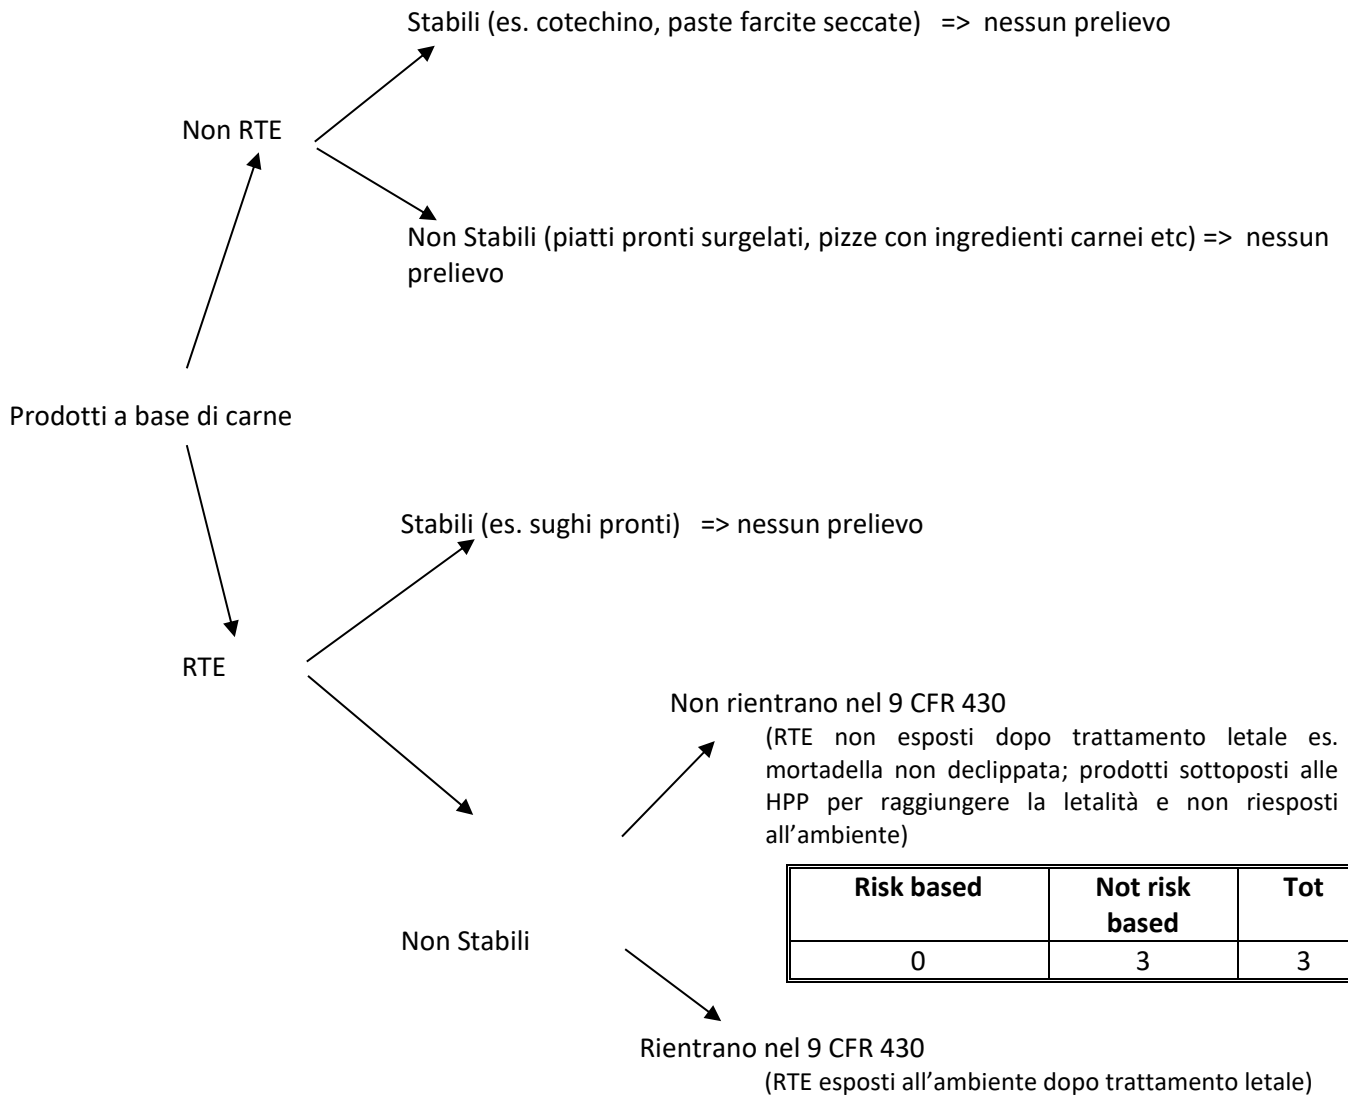 Stabili (es. cotechino, paste farcite seccate) => nessun prelievo
Non RTE
Non Stabili (piatti pronti surgelati, pizze con ingredienti carnei etc) => nessun
prelievo
Prodotti a base di carne
Stabili (es. sughi pronti) => nessun prelievo
RTE
Non rientrano nel 9 CFR 430
(RTE non esposti dopo trattamento letale es.
mortadella non declippata; prodotti sottoposti alle
HPP per raggiungere la letalità e non riesposti
all’ambiente)
Risk based Not risk based Tot
0 3 3
Non Stabili
Rientrano nel 9 CFR 430
(RTE esposti all’ambiente dopo trattamento letale)